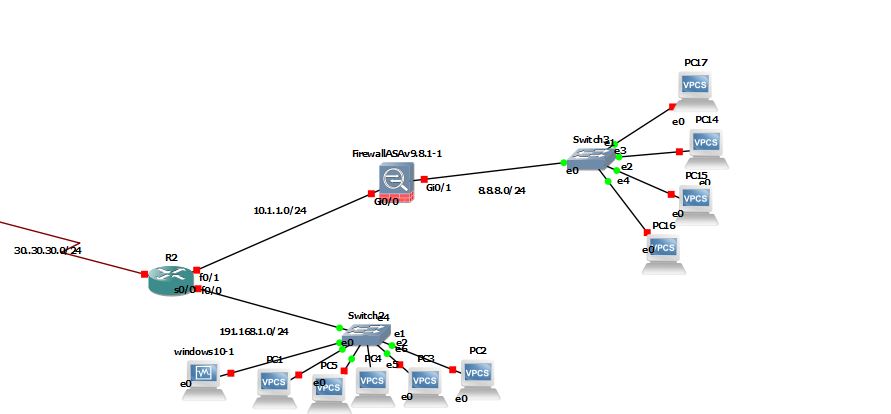 PC17
VPCS
e0
PC14
VPCS
e0
Switch3
e1
e3
e2
e4
e0
PC15
VPCS
e0
PC16
VPCS
e0
FirewallASAv9.8.1-1
Gi0/0
Gi0/1
8.8.8.0/24
10.1.1.0/24
30..30.30.0/24
R2
f0/1
s0/0
f0/0
191.168.1.0/24
Switch2
e4
e1
e2
e6
e0
e5
windows10-1
e0
PC1
VPCS
PC5
e0
VPCS
PC4
VPCS
PC3
VPCS
e0
PC2
VPCS
e0